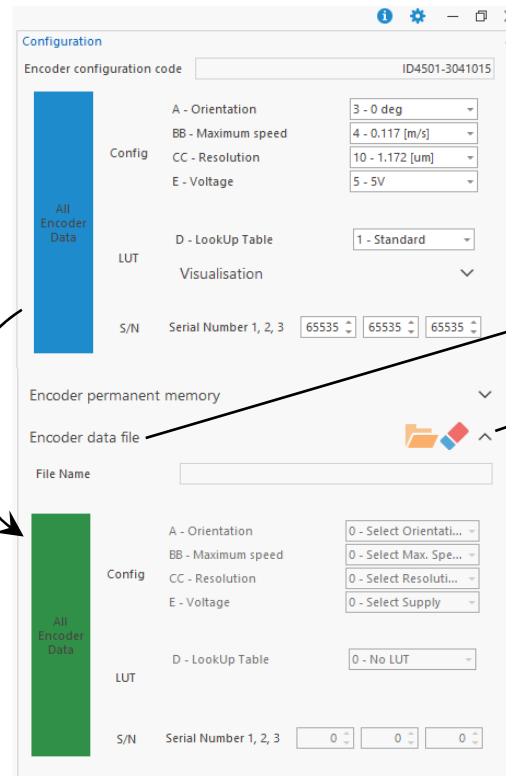 Configuration
Encoder configuration code ID4501-3041015
A - Orientation 3 - 0 deg
BB - Maximum speed 4 - 0.117 [m/s]
Config CC - Resolution 10 - 1.172 [um]
E - Voltage 5 - 5V
All
Encoder
Data
D - LookUp Table 1 - Standard
LUT
Visualisation
S/N Serial Number 1, 2, 3 65535 65535 65535
Encoder permanent memory
Encoder data file
File Name
A - Orientation 0 - Select Orientati...
BB - Maximum speed 0 - Select Max. Spe...
Config CC - Resolution 0 - Select Resoluti...
E - Voltage 0 - Select Supply
All
Encoder
Data
D - LookUp Table 0 - No LUT
LUT
S/N Serial Number 1, 2, 3 0 0 0